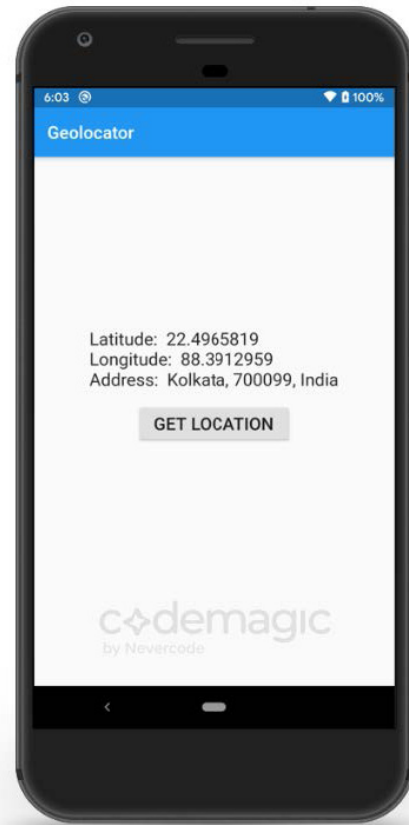 6:03 100%
Geolocator
Latitude: 22.4965819
Longitude: 88.3912959
Address: Kolkata, 700099, India
GET LOCATION
codemagic
by Nevercode